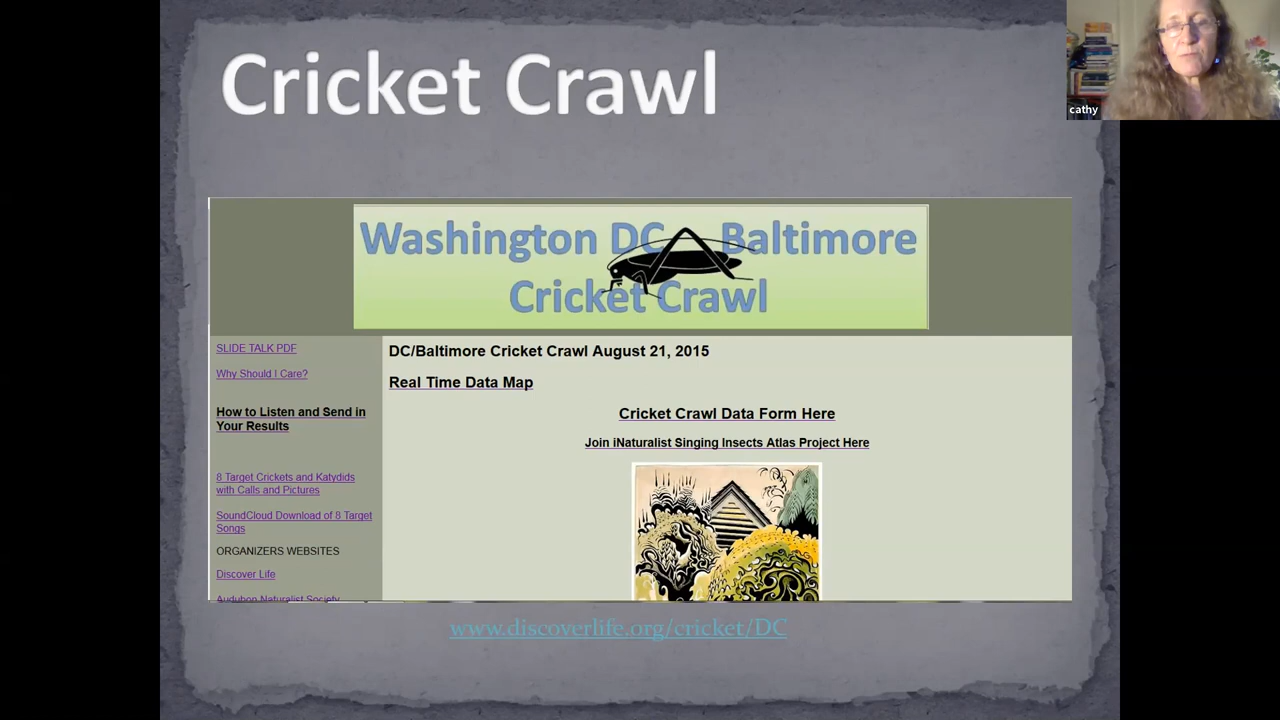 Cricket Crawl
cathy
Washington DC Baltimore
Cricket Crawl
SLIDE TALK PDF
Why Should I Care?
How to Listen and Send in
Your Results
8 Target Crickets and Katydids
with Calls and Pictures
SoundCloud Download of 8 Target
Songs
ORGANIZERS WEBSITES
Discover Life
Audubon Naturalist Society
DC/Baltimore Cricket Crawl August 21, 2015
Real Time Data Map
Cricket Crawl Data Form Here
Join iNaturalist Singing Insects Atlas Project Here
www.discoverlife.org/cricket/DC